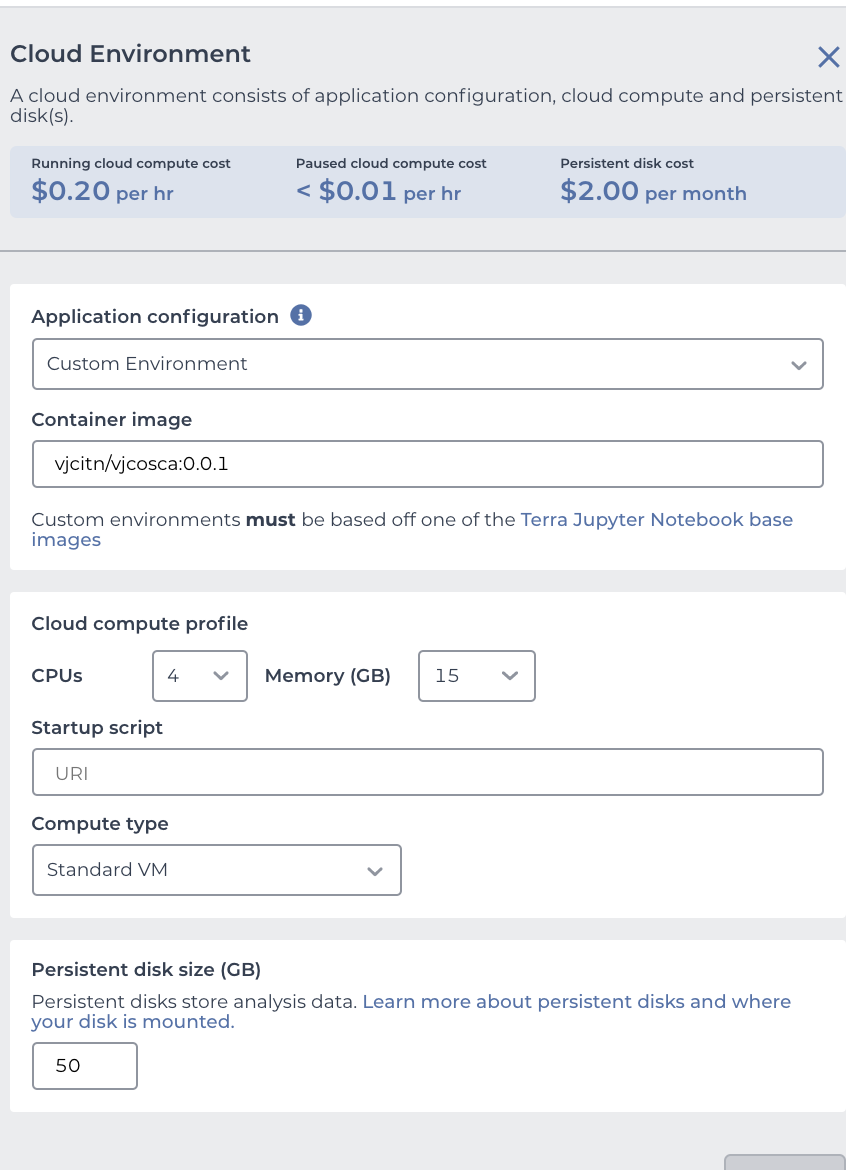 Cloud Environment
A cloud environment consists of application configuration, cloud compute and persistent
disk(s).
Running cloud compute cost
$0.20 per hr
Paused cloud compute cost
< $0.01 per hr
Persistent disk cost
$2.00 per month
Application configuration
Custom Environment
Container image
vjcitn/vjcosca:0.0.1
Custom environments must be based off one of the Terra Jupyter Notebook base
images
Cloud compute profile
CPUs 4 Memory (GB) 15
Startup script
URI
Compute type
Standard VM
Persistent disk size (GB)
Persistent disks store analysis data. Learn more about persistent disks and where
your disk is mounted.
50